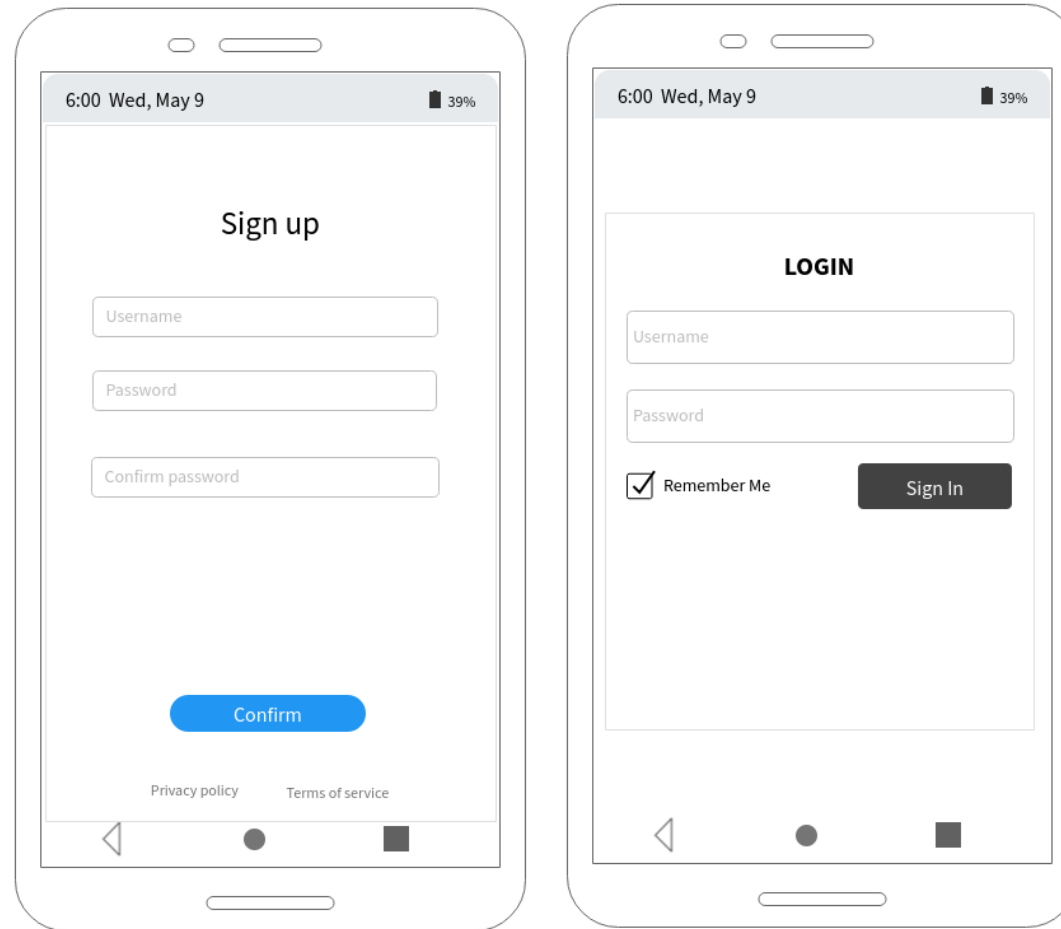 6:00 Wed, May 9 39%
Sign up
Username
Password
Confirm password
Confirm
Privacy policy Terms of service
6:00 Wed, May 9 39%
LOGIN
Username
Password
Remember Me Sign In